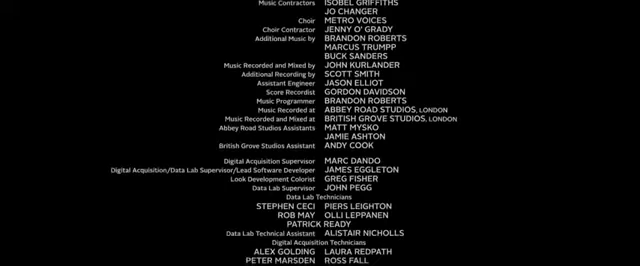 Music Contractors ISOBEL GRIFFITHS
JO CHANGER
Choir METRO VOICES
Choir Contractor JENNY O' GRADY
Additional Music by BRANDON ROBERTS
MARCUS TRUMPP
BUCK SANDERS
Music Recorded and Mixed by JOHN KURLANDER
Additional Recording by SCOTT SMITH
Assistant Engineer JASON ELLIOT
Score Recordist GORDON DAVIDSON
Music Programmer BRANDON ROBERTS
Music Recorded at ABBEY ROAD STUDIOS, LONDON
Music Recorded and Mixed at BRITISH GROVE STUDIOS, LONDON
Abbey Road Studios Assistants MATT MYSKO
JAMIE ASHTON
British Grove Studios Assistant ANDY COOK
Digital Acquisition Supervisor MARC DANDO
Digital Acquisition/Data Lab Supervisor/Lead Software Developer JAMES EGGLETON
Look Development Colorist GREG FISHER
Data Lab Supervisor JOHN PEGG
Data Lab Technicians
STEPHEN CECI PIERS LEIGHTON
ROB MAY OLLI LEPPANEN
PATRICK READY
Data Lab Technical Assistant ALISTAIR NICHOLLS
Digital Acquisition Technicians
ALEX GOLDING LAURA REDPATH
PETER MARSDEN ROSS FALL